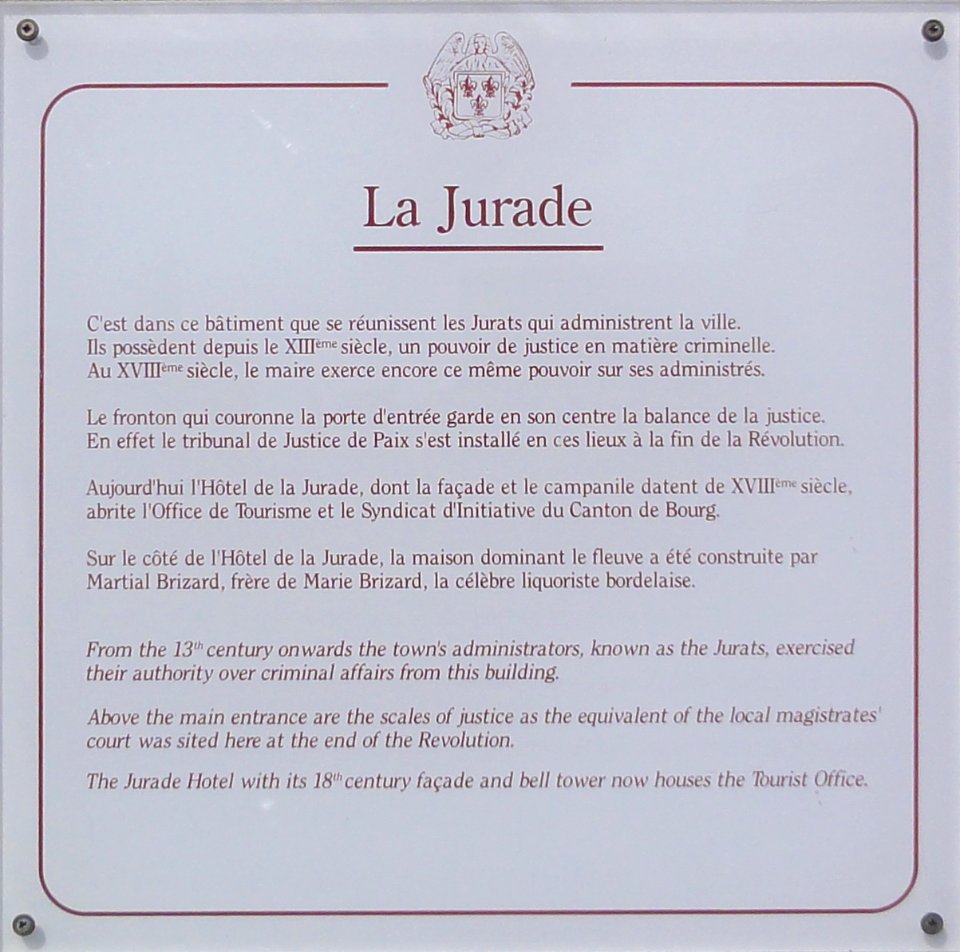 La Jurade
C'est dans ce bâtiment que se réunissent les Jurats qui administrent la ville.
Ils possèdent depuis le XIIIème siècle, un pouvoir de justice en matière criminelle.
Au XVIIIème siècle, le maire exerce encore ce même pouvoir sur ses administrés.
Le fronton qui couronne la porte d'entrée garde en son centre la balance de la justice.
En effet le tribunal de Justice de Paix s'est installé en ces lieux à la fin de la Révolution.
Aujourd'hui l'Hôtel de la Jurade, dont la façade et le campanile datent de XVIIIème siècle,
abrite l'Office de Tourisme et le Syndicat d'Initiative du Canton de Bourg.
Sur le côté de l'Hôtel de la Jurade, la maison dominant le fleuve a été construite par
Martial Brizard, frère de Marie Brizard, la célèbre liquoriste bordelaise.
From the 13th century onwards the town's administrators, known as the Jurats, exercised
their authority over criminal affairs from this building.
Above the main entrance are the scales of justice as the equivalent of the local magistrates'
court was sited here at the end of the Revolution.
The Jurade Hotel with its 18th century façade and bell tower now houses the Tourist Office.